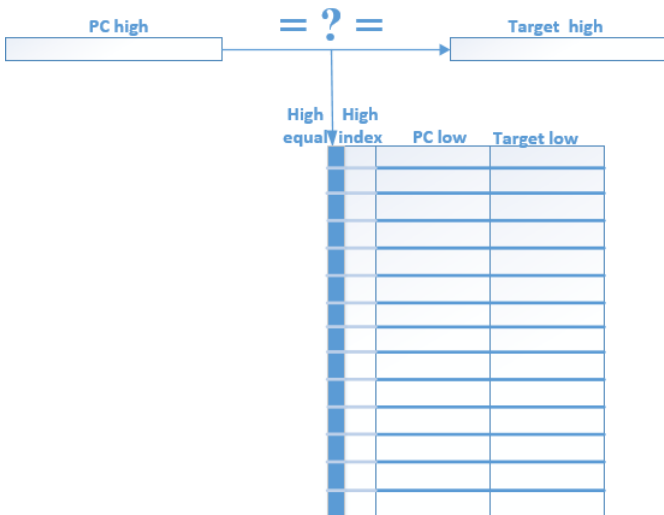 PC high
= ? =
Target high
High High
equal index PC low Target low